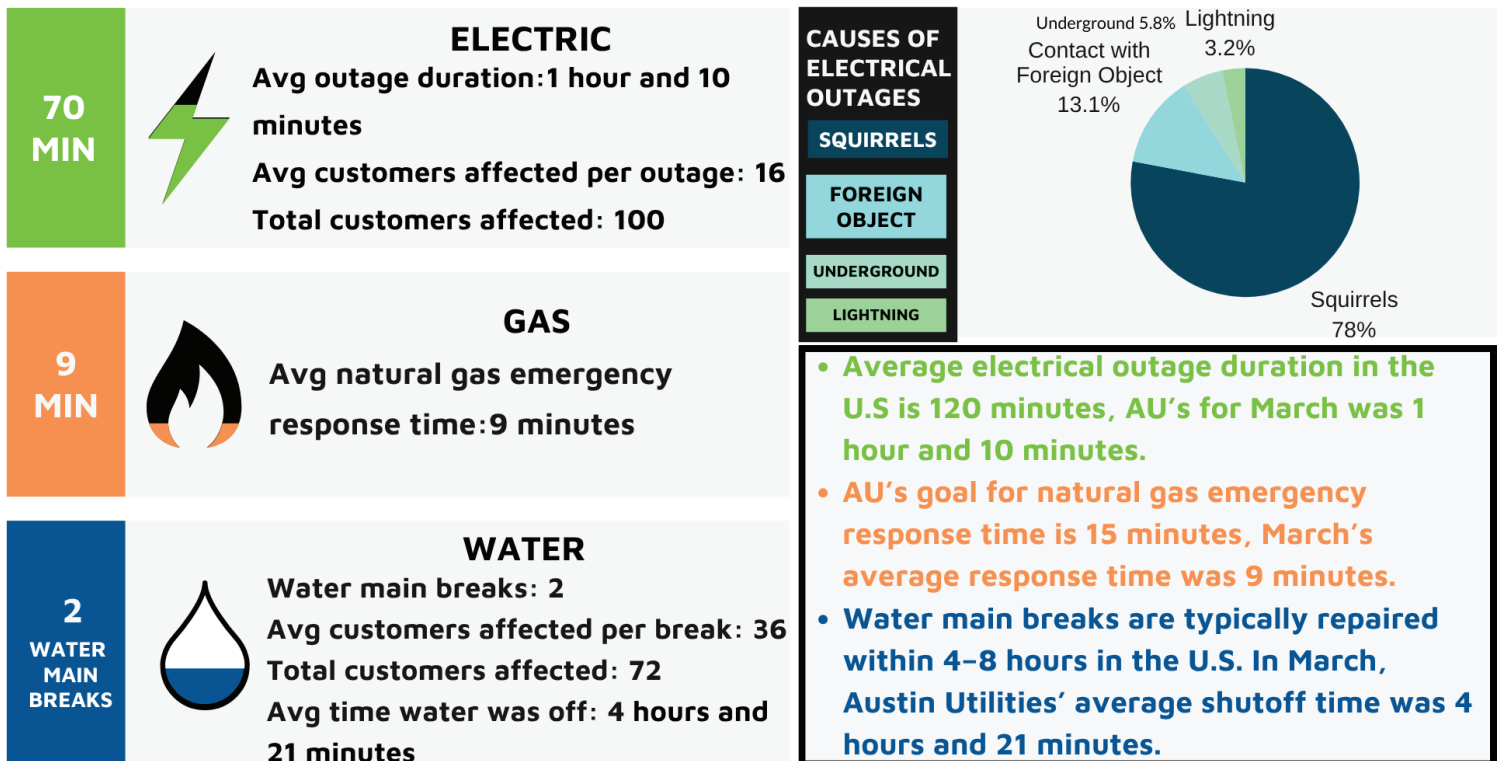 70
MIN
ELECTRIC
Avg outage duration:1 hour and 10
minutes
Avg customers affected per outage: 16
Total customers affected: 100
9
MIN
GAS
Avg natural gas emergency
response time:9 minutes
2
WATER
MAIN
BREAKS
WATER
Water main breaks: 2
Avg customers affected per break: 36
Total customers affected: 72
Avg time water was off: 4 hours and
21 minutes
CAUSES OF
ELECTRICAL
OUTAGES
SQUIRRELS
FOREIGN
OBJECT
UNDERGROUND
LIGHTNING
Underground 5.8%
Lightning
3.2%
Contact with
Foreign Object
13.1%
Squirrels
78%
• Average electrical outage duration in the
U.S is 120 minutes, AU's for March was 1
hour and 10 minutes.
• AU's goal for natural gas emergency
response time is 15 minutes, March's
average response time was 9 minutes.
• Water main breaks are typically repaired
within 4–8 hours in the U.S. In March,
Austin Utilities' average shutoff time was 4
hours and 21 minutes.